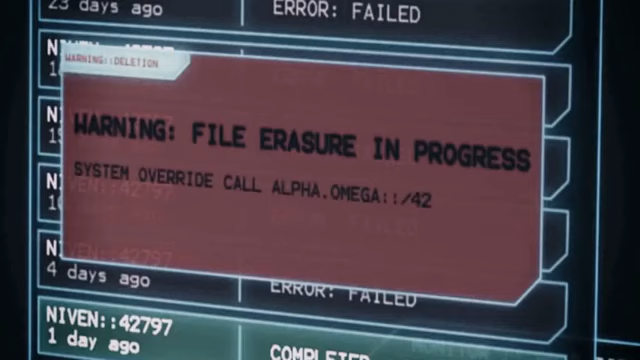 23 days ago
ERROR: FAILED
WARNING::DELETION
WARNING: FILE ERASURE IN PROGRESS
SYSTEM OVERRIDE CALL ALPHA.OMEGA::/42
4 days ago
ERROR: FAILED
NIVEN::42797
1 day ago
COMPLETED